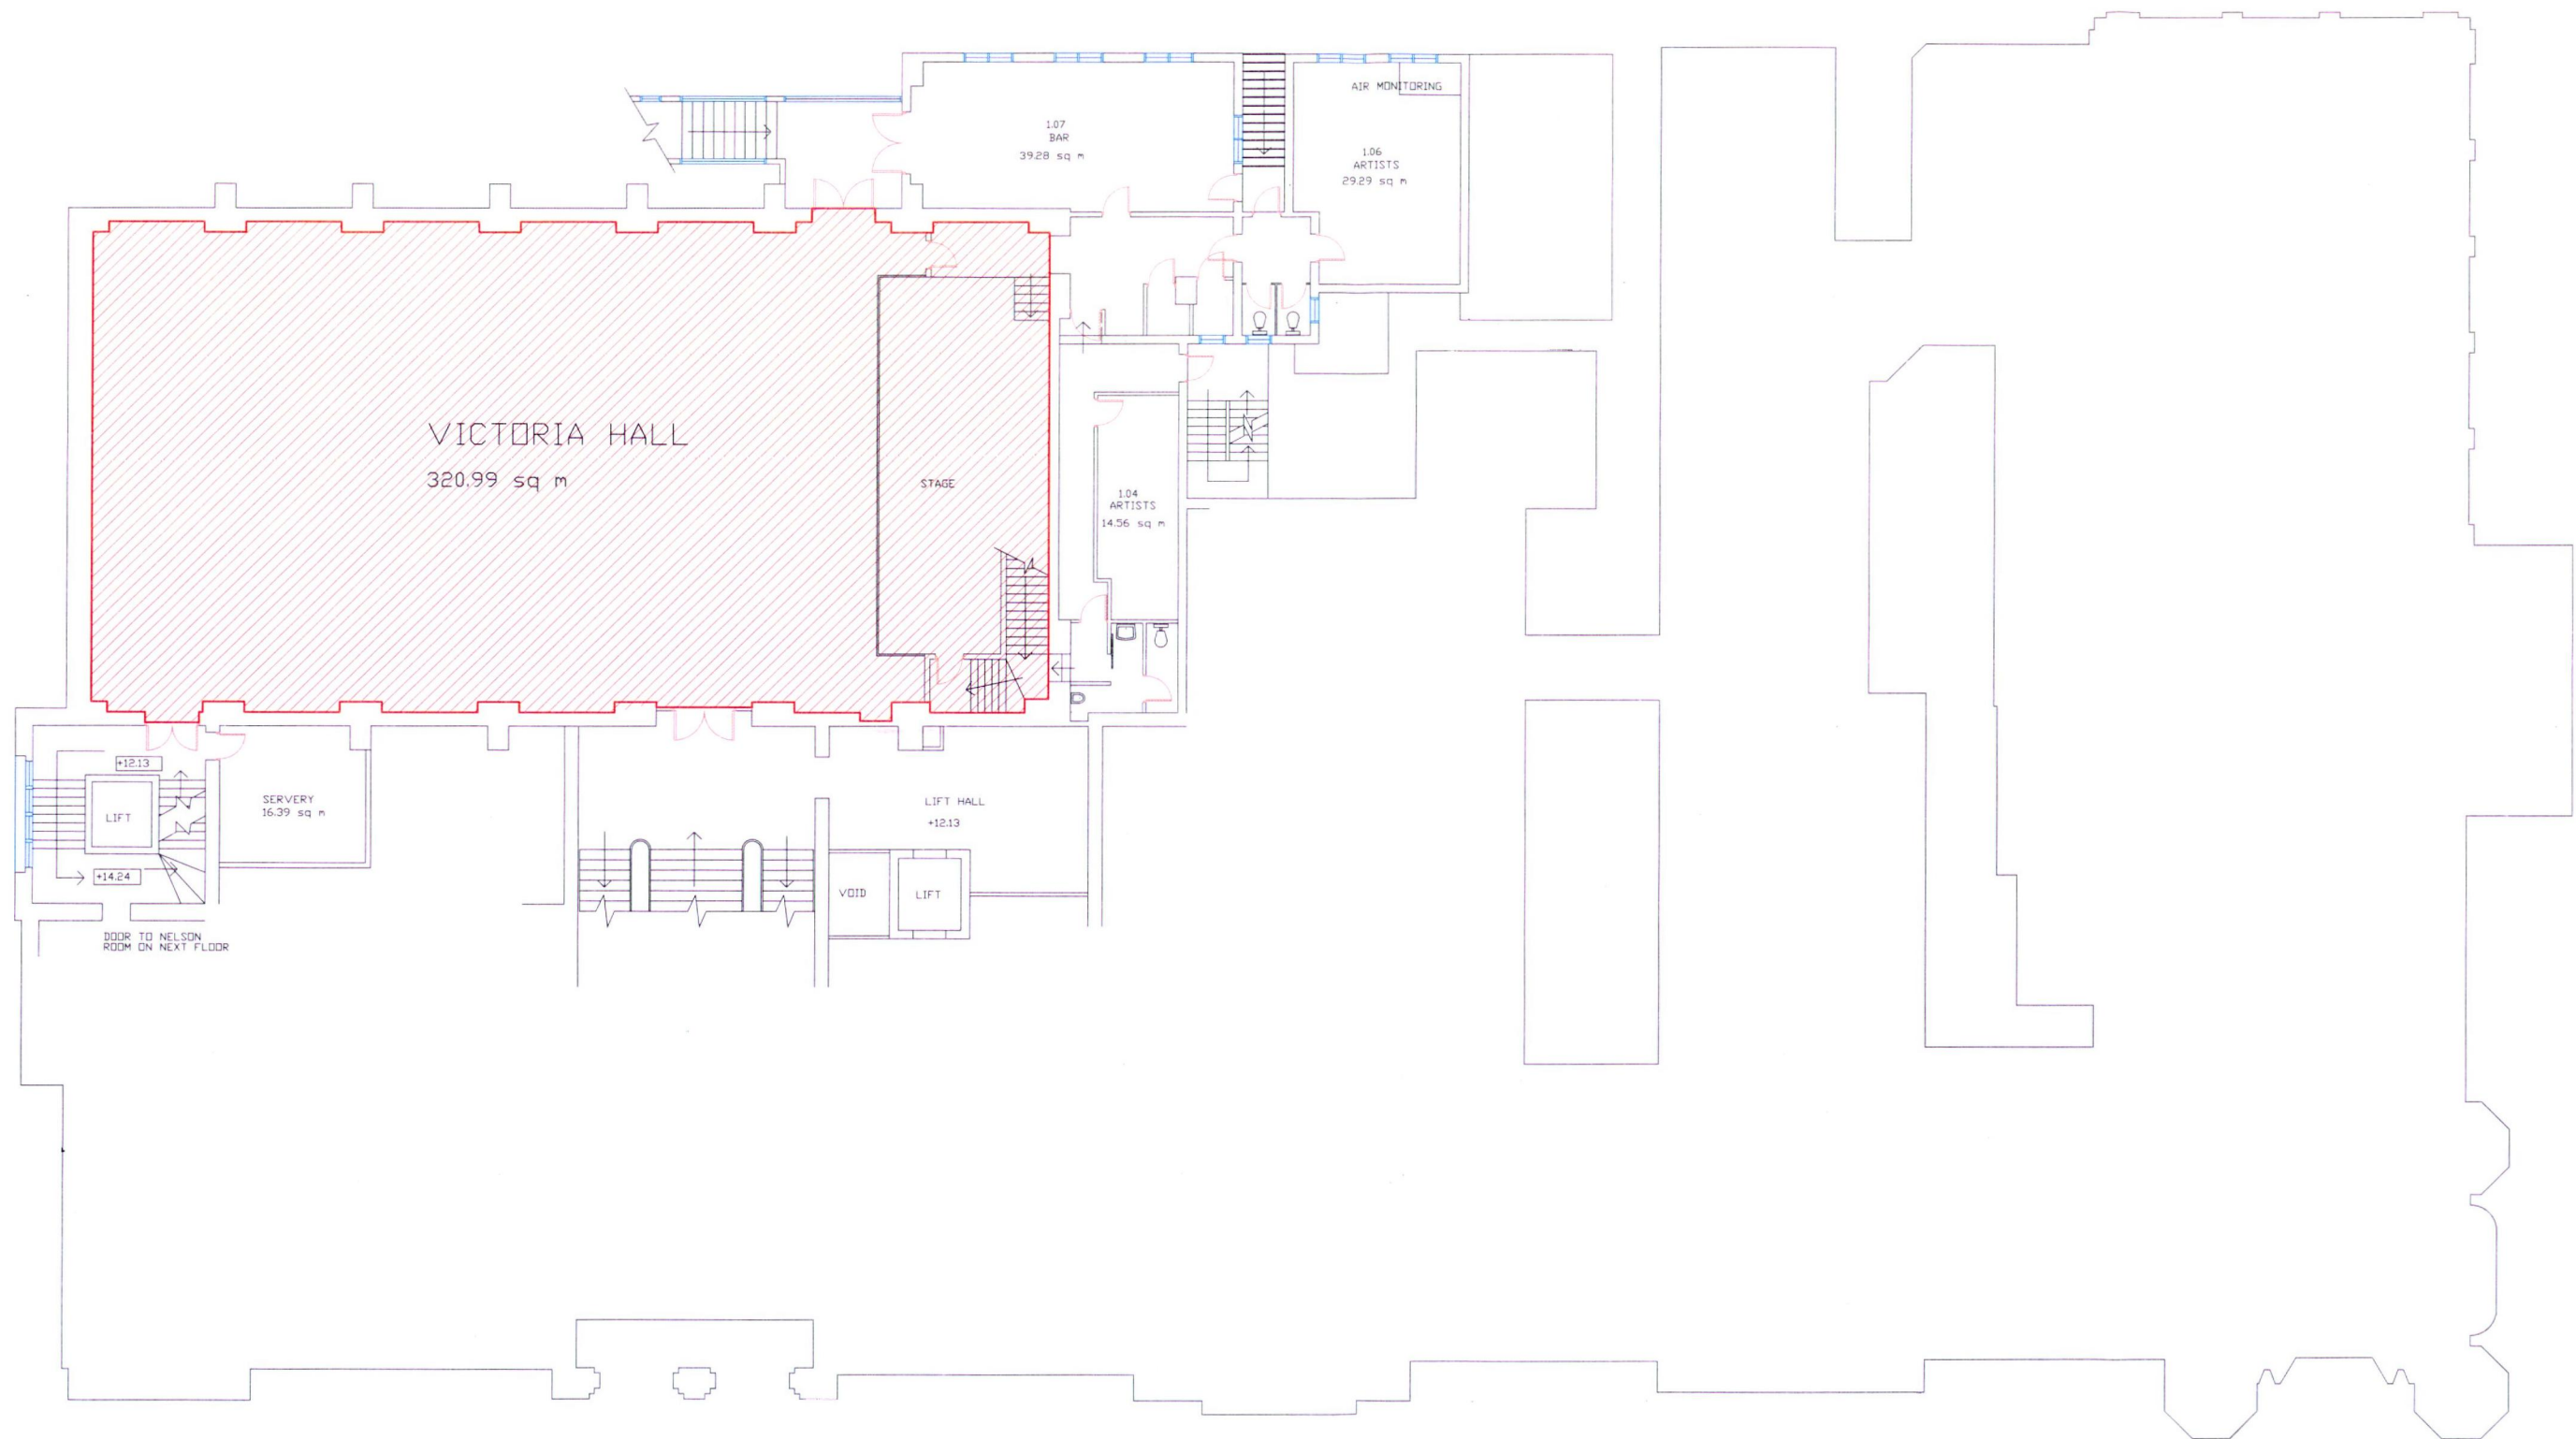 AIR MONITORING
1.07
BAR
39.28 sq m
1.06
ARTISTS
29.29 sq m
VICTORIA HALL
320.99 sq m
STAGE
1.04
ARTISTS
14.56 sq m
+12.13
LIFT
+14.24
SERVERY
16.39 sq m
LIFT HALL
+12.13
VOID
LIFT
DOOR TO NELSON
ROOM ON NEXT FLOOR